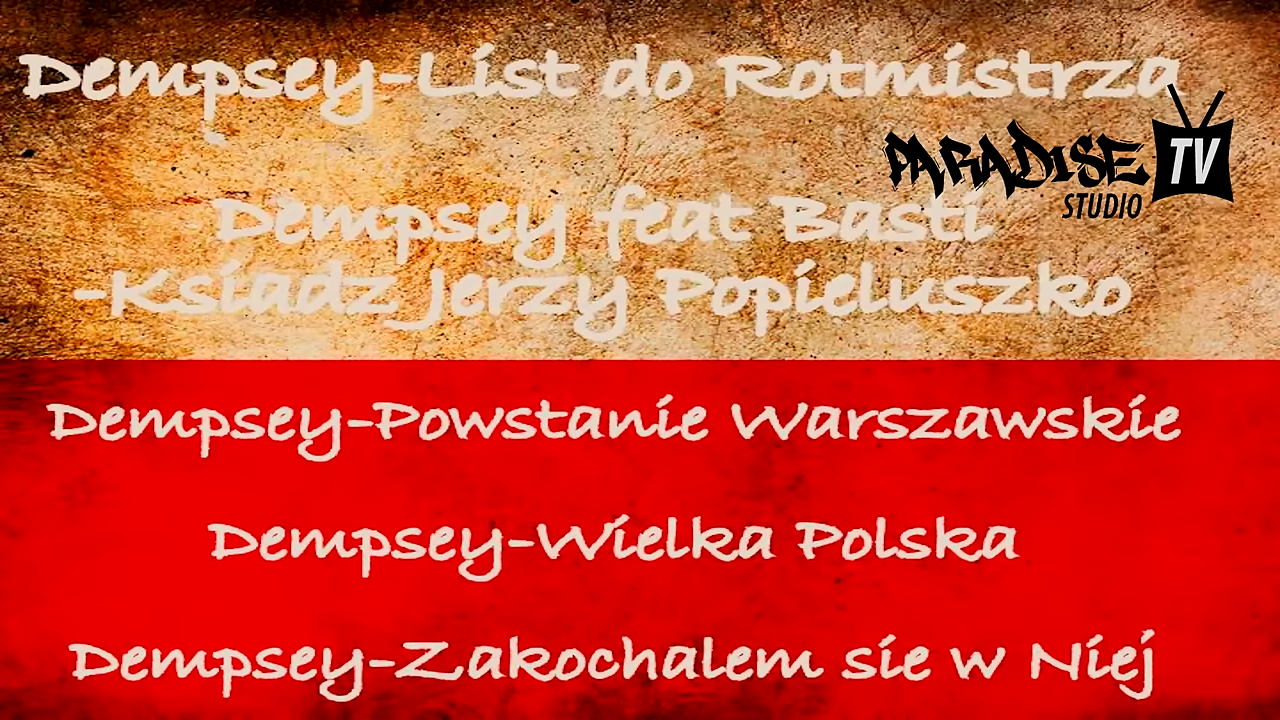 Dempsey-List do Rotmistrza
PARADISE TV
STUDIO
Dempsey feat Basti
-Ksiadz Jerzy Popieluszko
Dempsey-Powstanie Warszawskie
Dempsey-Wielka Polska
Dempsey-Zakochalem sie w Niej